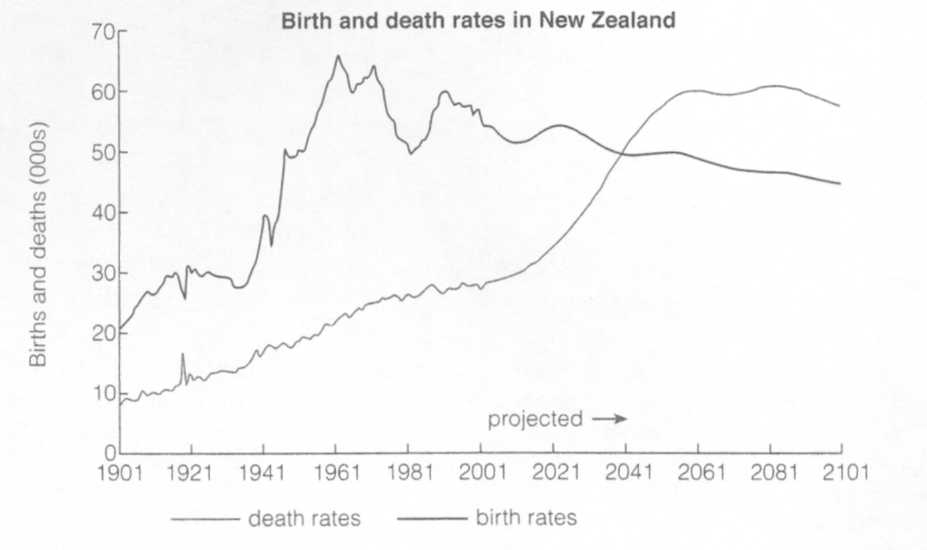 Birth and death rates in New Zealand
70
60
50
40
30
20
10
0
Births and deaths (000s)
projected
1901 1921 1941 1961 1981 2001 2021 2041 2061 2081 2101
death rates birth rates